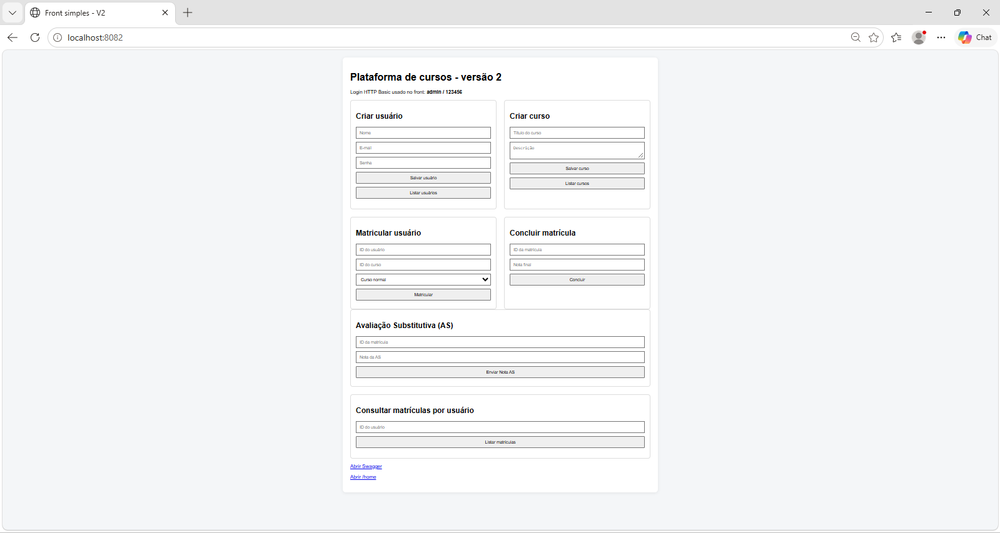 Front simples - V2
localhost:8082
Chat
Plataforma de cursos - versão 2
Login HTTP Basic usado no front: admin / 123456
Criar usuário
Nome
E-mail
Senha
Salvar usuário
Listar usuários
Criar curso
Título do curso
Descrição
Salvar curso
Listar cursos
Matricular usuário
ID do usuário
ID do curso
Curso normal
Matricular
Concluir matrícula
ID da matrícula
Nota final
Concluir
Avaliação Substitutiva (AS)
ID da matrícula
Nota da AS
Enviar Nota AS
Consultar matrículas por usuário
ID do usuário
Listar matrículas
Abrir Swagger
Abrir /home